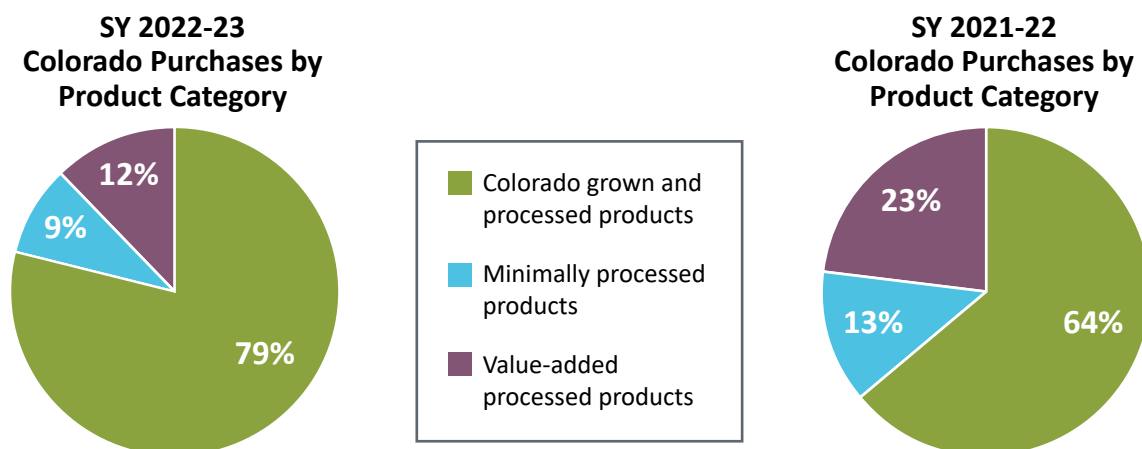 SY 2022-23
Colorado Purchases by
Product Category
12%
9%
79%
Colorado grown and
processed products
Minimally processed
products
Value-added
processed products
SY 2021-22
Colorado Purchases by
Product Category
23%
13%
64%